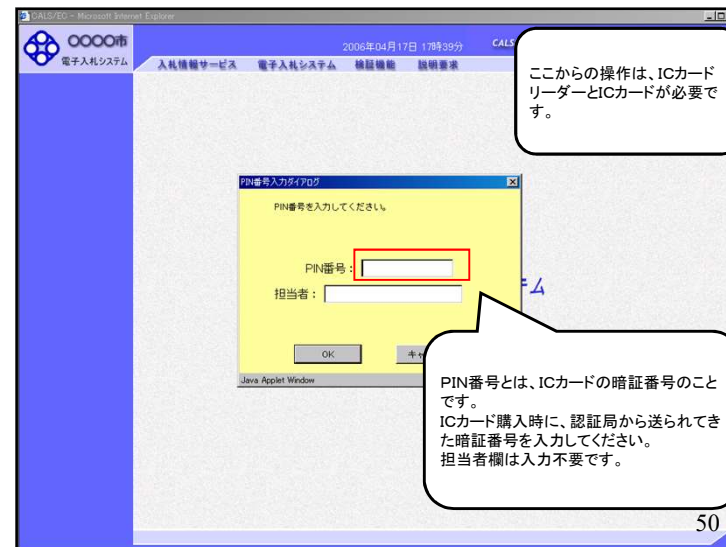 CALS/EO - Microsoft Internet Explorer
OOOO市
電子入札システム
2006年04月17日 17時39分
CALS
入札情報サービス 電子入札システム 検証機能 説明要求
ここからの操作は、ICカード
リーダーとICカードが必要で
す。
PIN番号入力ダイアログ
PIN番号を入力してください。
PIN番号：
担当者：
テム
OK
キャ
Java Applet Window
PIN番号とは、ICカードの暗証番号のこと
です。
ICカード購入時に、認証局から送られてき
た暗証番号を入力してください。
担当者欄は入力不要です。
50